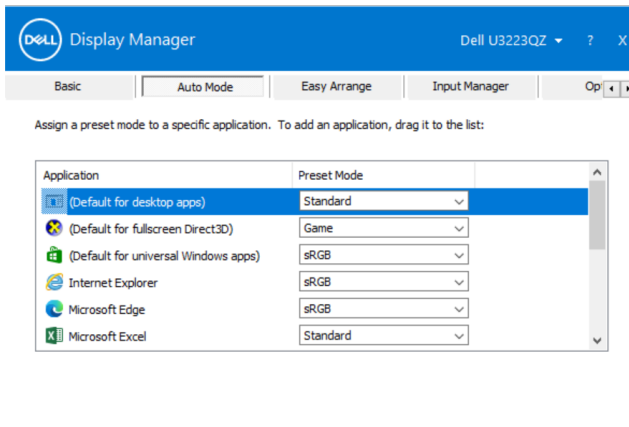 DELL Display Manager Dell U3223QZ ? X
Basic Auto Mode Easy Arrange Input Manager Op
Assign a preset mode to a specific application. To add an application, drag it to the list:
Application Preset Mode
(Default for desktop apps) Standard
(Default for fullscreen Direct3D) Game
(Default for universal Windows apps) sRGB
Internet Explorer sRGB
Microsoft Edge sRGB
Microsoft Excel Standard